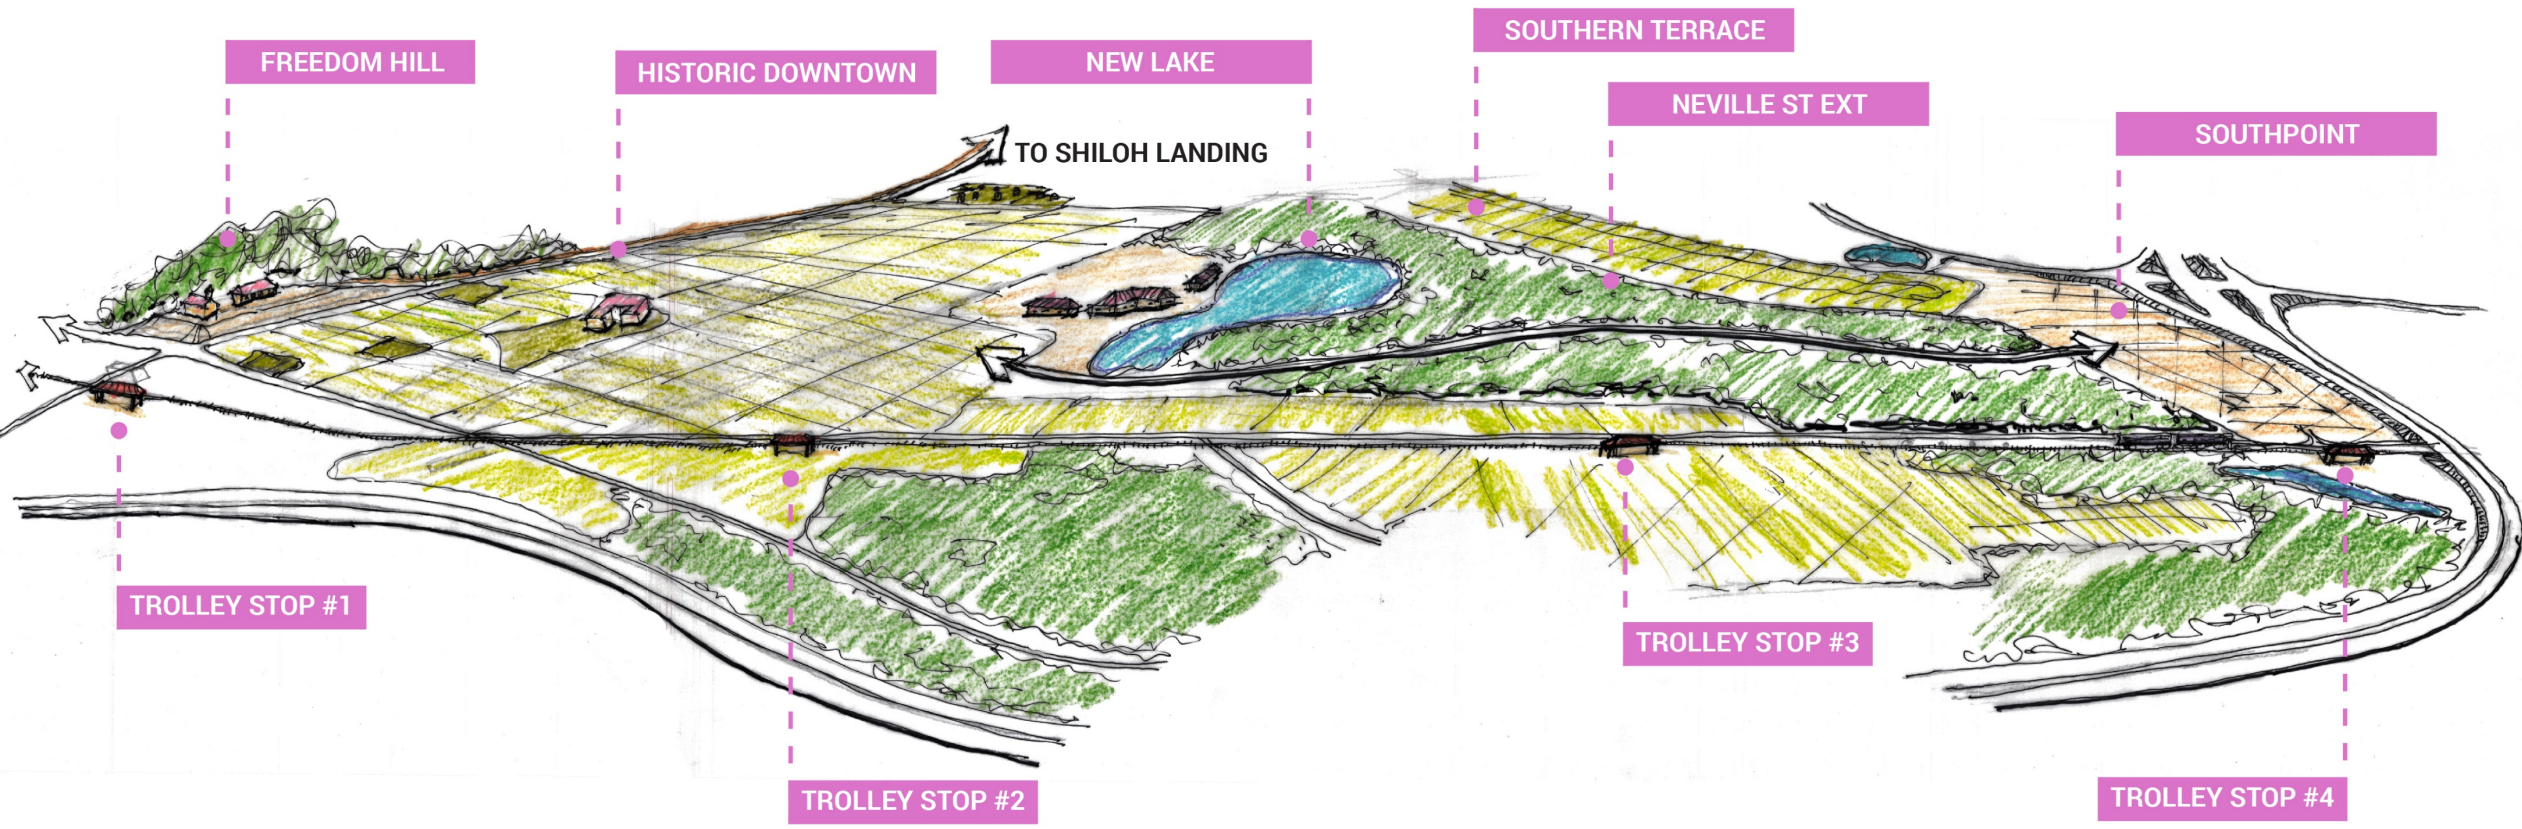 SOUTHERN TERRACE
FREEDOM HILL
HISTORIC DOWNTOWN
NEW LAKE
NEVILLE ST EXT
SOUTHPOINT
TO SHILOH LANDING
TROLLEY STOP #1
TROLLEY STOP #3
TROLLEY STOP #2
TROLLEY STOP #4